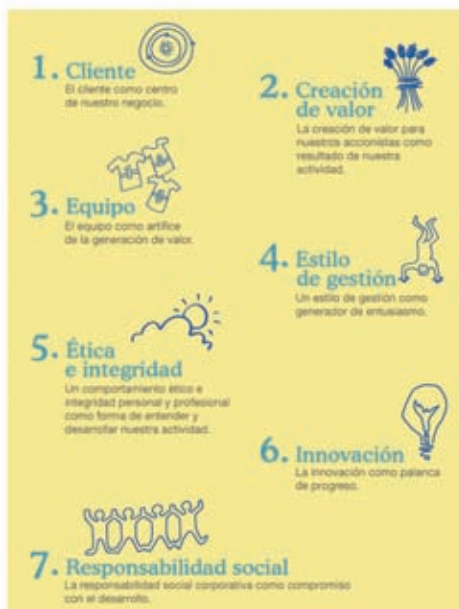 1. Cliente
El cliente como centro
de nuestro negocio.
2. Creación
de valor
La creación de valor para
nuestros accionistas como
resultado de nuestra
actividad.
3. Equipo
El equipo como artífice
de la generación de valor.
4. Estilo
de gestión
Un estilo de gestión como
generador de entusiasmo.
5. Ética
e integridad
Un comportamiento ético e
integridad personal y profesional
como forma de entender y
desarrollar nuestra actividad.
6. Innovación
La innovación como palanca
de progreso.
7. Responsabilidad social
La responsabilidad social corporativa como compromiso
con el desarrollo.